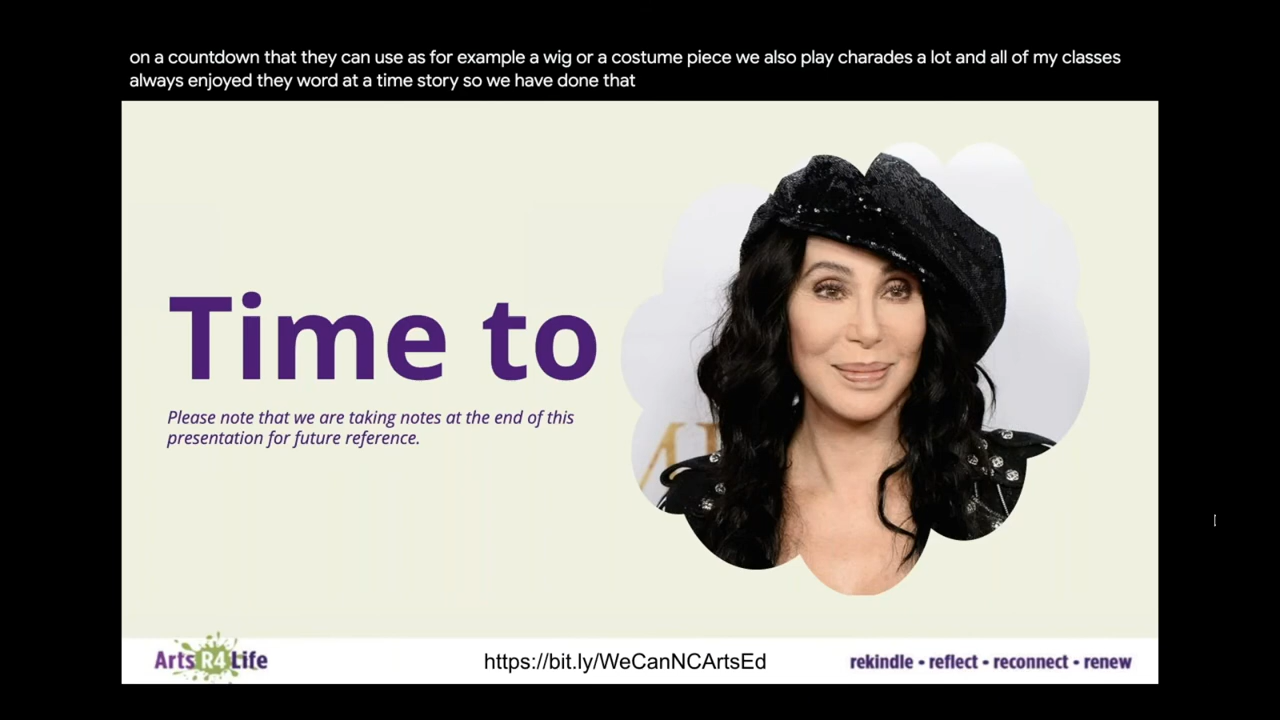 on a countdown that they can use as for example a wig or a costume piece we also play charades a lot and all of my classes
always enjoyed they word at a time story so we have done that
Time to
Please note that we are taking notes at the end of this
presentation for future reference.
Arts R4 Life
https://bit.ly/WeCanNCArtsEd
rekindle • reflect • reconnect • renew